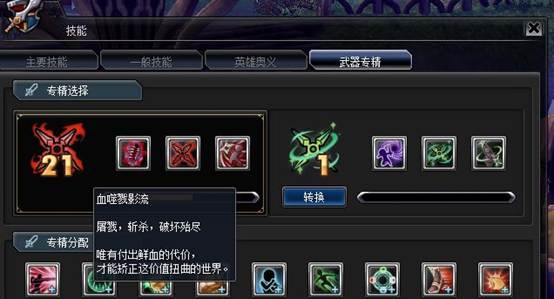 技能
主要技能
一般技能
英雄奥义
武器专精
专精选择
21
1
转换
血噬戮影流
屠戮，斩杀，破坏殆尽
唯有付出鲜血的代价，
才能矫正这价值扭曲的世界。
专精分配